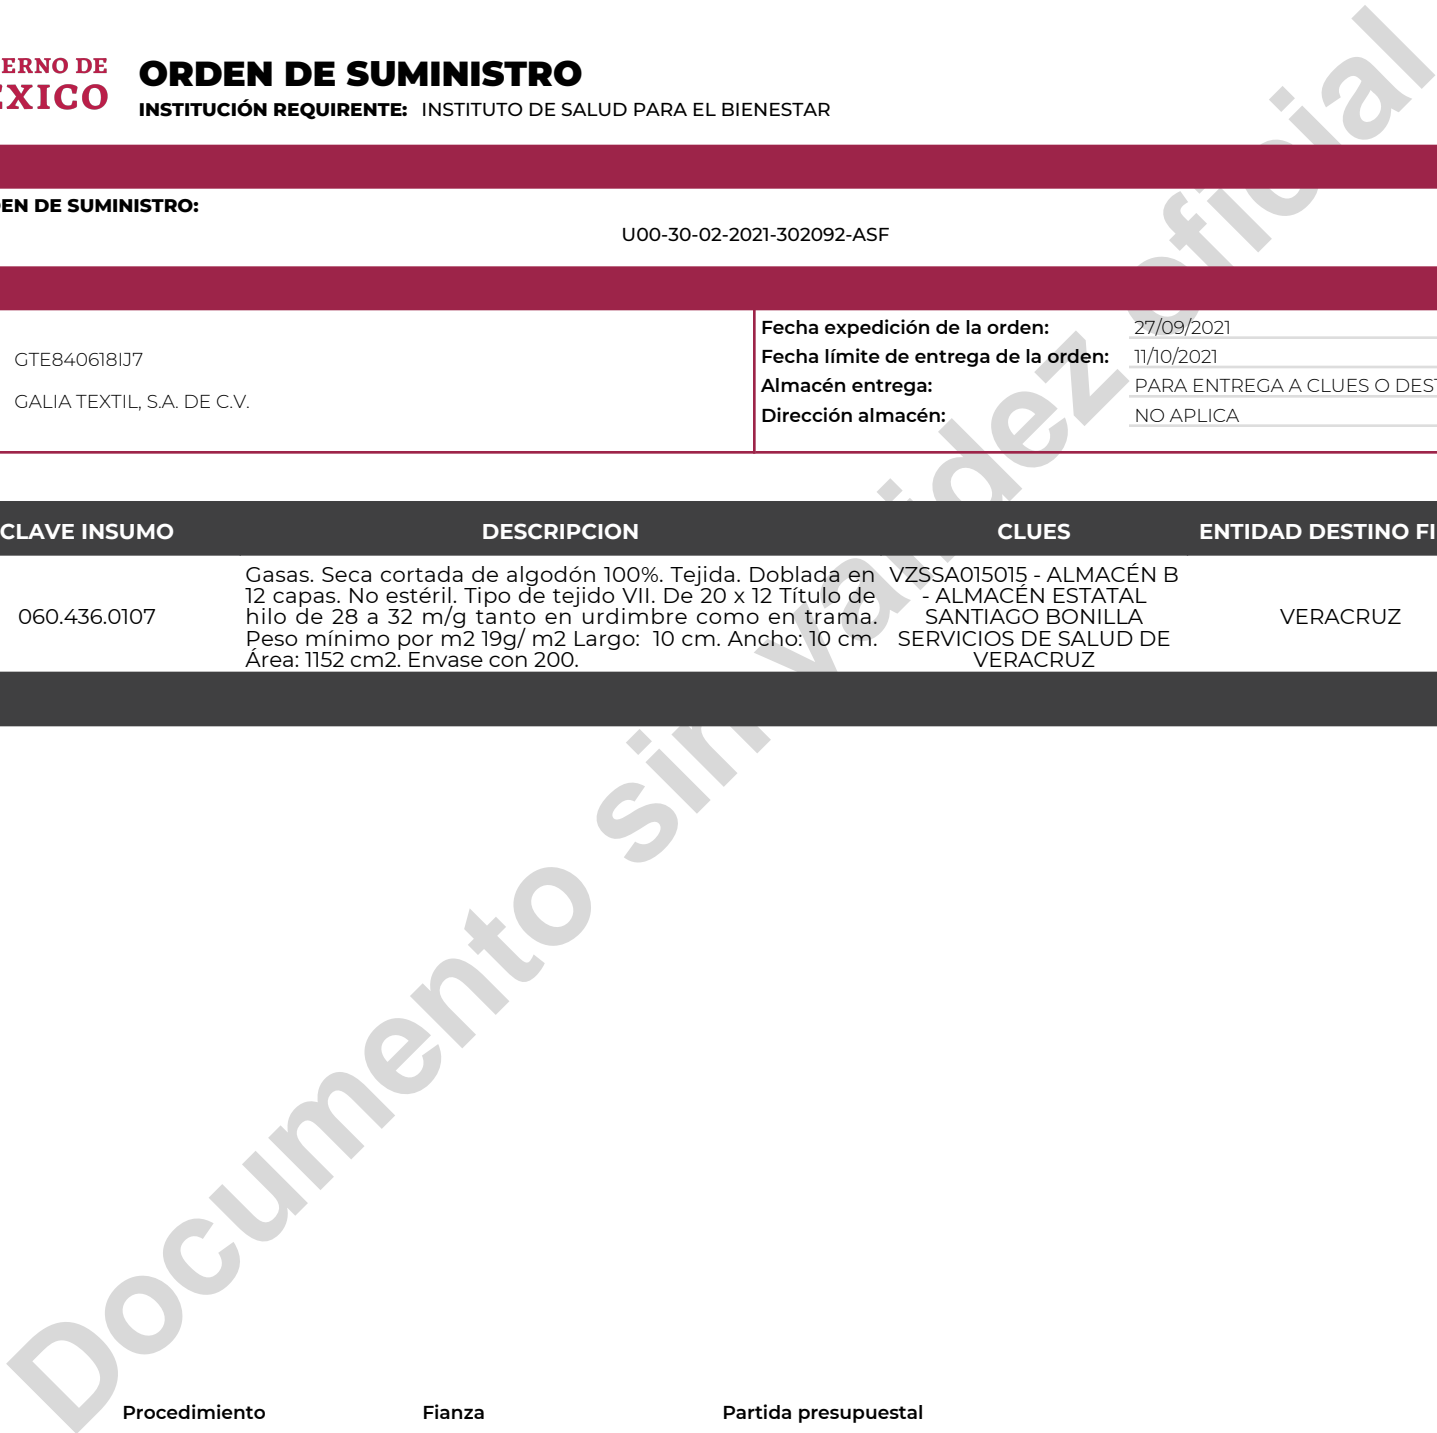 ERNO DE
EXICO
ORDEN DE SUMINISTRO
INSTITUCIÓN REQUIRENTE: INSTITUTO DE SALUD PARA EL BIENESTAR
EN DE SUMINISTRO:
U00-30-02-2021-302092-ASF
GTE840618IJ7
GALIA TEXTIL, S.A. DE C.V.
Fecha expedición de la orden: 27/09/2021
Fecha límite de entrega de la orden: 11/10/2021
Almacén entrega: PARA ENTREGA A CLUES O DEST
Dirección almacén: NO APLICA
CLAVE INSUMO DESCRIPCION CLUES ENTIDAD DESTINO FI
060.436.0107
Gasas. Seca cortada de algodón 100%. Tejida. Doblada en
12 capas. No estéril. Tipo de tejido VII. De 20 x 12 Título de
hilo de 28 a 32 m/g tanto en urdimbre como en trama.
Peso mínimo por m2 19g/ m2 Largo: 10 cm. Ancho: 10 cm.
Área: 1152 cm2. Envase con 200.
VZSSA015015 - ALMACÉN B
- ALMACÉN ESTATAL
SANTIAGO BONILLA
SERVICIOS DE SALUD DE
VERACRUZ
VERACRUZ
Documento sin validez oficial
Procedimiento Fianza Partida presupuestal